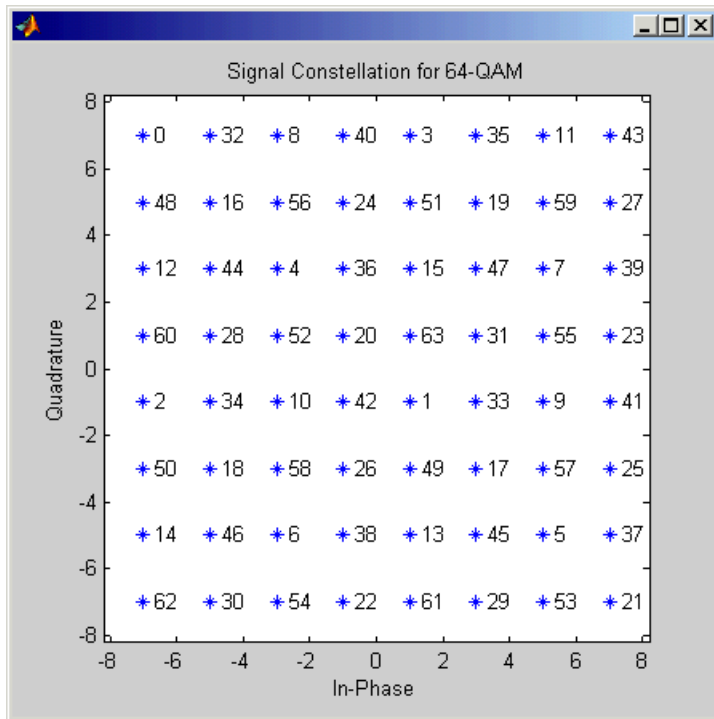 Signal Constellation for 64-QAM
8
0 32 8 40 3 35 11 43
6
48 16 56 24 51 19 59 27
4
12 44 4 36 15 47 7 39
2
60 28 52 20 63 31 55 23
0
Quadrature
2 34 10 42 1 33 9 41
-2
50 18 58 26 49 17 57 25
-4
14 46 6 38 13 45 5 37
-6
62 30 54 22 61 29 53 21
-8
-8 -6 -4 -2 0 2 4 6 8
In-Phase